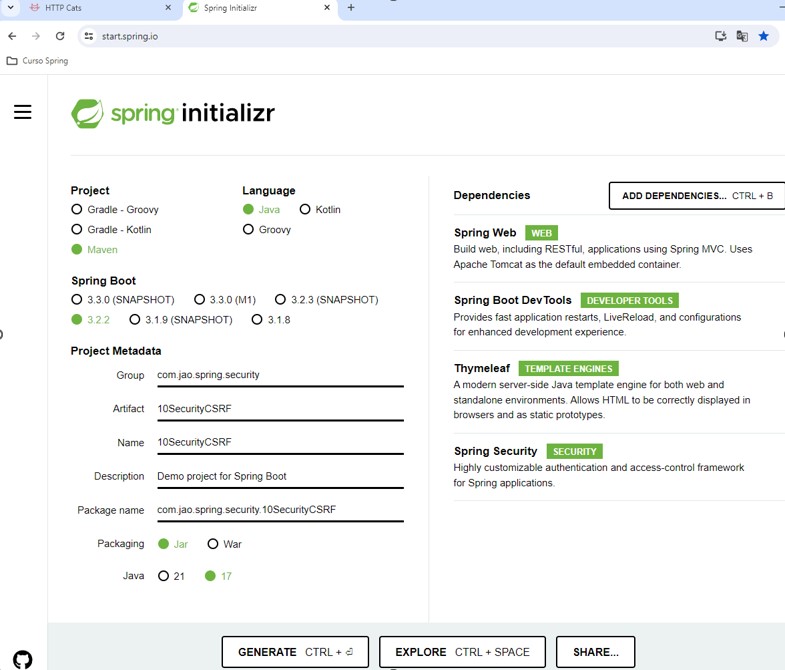 HTTP Cats
Spring Initializr
start.spring.io
Curso Spring
spring initializr
Project
Gradle - Groovy
Gradle - Kotlin
Maven
Language
Java Kotlin
Groovy
Spring Boot
3.3.0 (SNAPSHOT) 3.3.0 (M1) 3.2.3 (SNAPSHOT)
3.2.2 3.1.9 (SNAPSHOT) 3.1.8
Project Metadata
Group com.jao.spring.security
Artifact 10SecurityCSRF
Name 10SecurityCSRF
Description Demo project for Spring Boot
Package name com.jao.spring.security.10SecurityCSRF
Packaging Jar War
Java 21 17
Dependencies ADD DEPENDENCIES... CTRL + B
Spring Web WEB
Build web, including RESTful, applications using Spring MVC. Uses
Apache Tomcat as the default embedded container.
Spring Boot DevTools DEVELOPER TOOLS
Provides fast application restarts, LiveReload, and configurations
for enhanced development experience.
Thymeleaf TEMPLATE ENGINES
A modern server-side Java template engine for both web and
standalone environments. Allows HTML to be correctly displayed in
browsers and as static prototypes.
Spring Security SECURITY
Highly customizable authentication and access-control framework
for Spring applications.
GENERATE CTRL + ⏎ EXPLORE CTRL + SPACE SHARE...